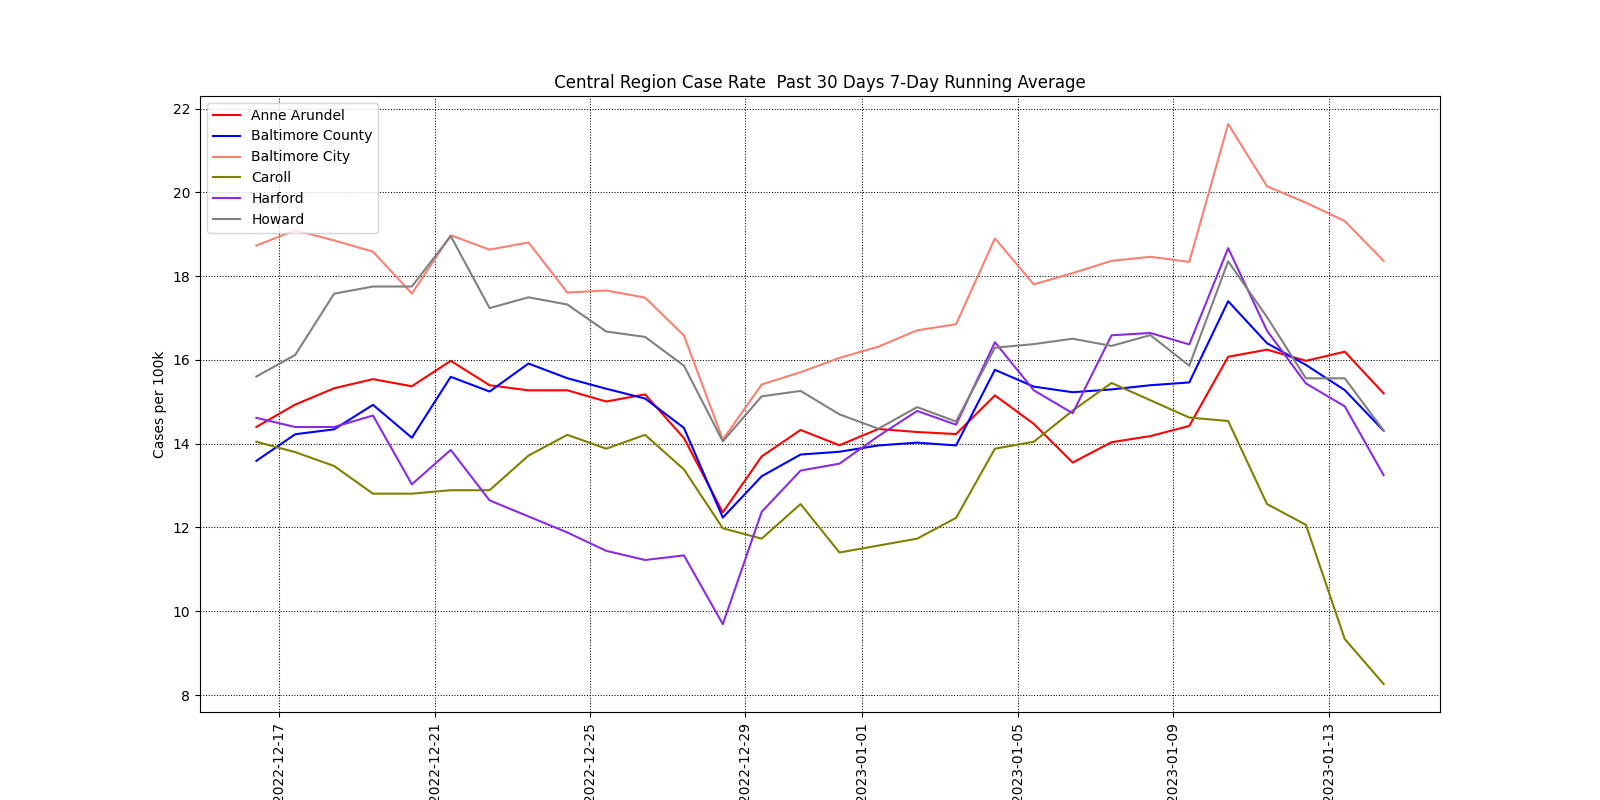 Central Region Case Rate  Past 30 Days 7-Day Running Average
Anne Arundel
Baltimore County
Baltimore City
Caroll
Harford
Howard
Cases per 100k
22
20
18
16
14
12
10
8
2022-12-17
2022-12-21
2022-12-25
2022-12-29
2023-01-01
2023-01-05
2023-01-09
2023-01-13